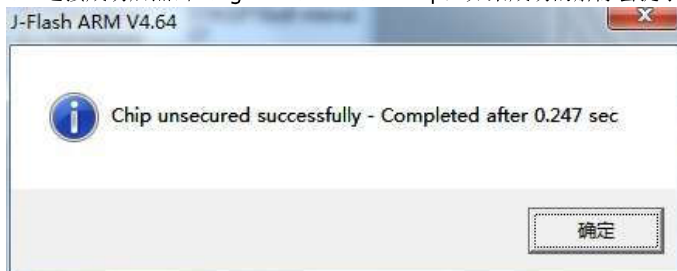 J-Flash ARM V4.64
Chip unsecured successfully - Completed after 0.247 sec
确定